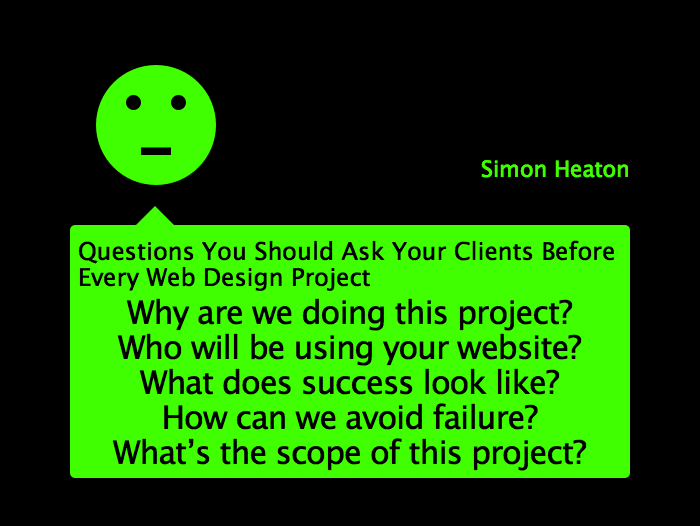 Simon Heaton
Questions You Should Ask Your Clients Before
Every Web Design Project
Why are we doing this project?
Who will be using your website?
What does success look like?
How can we avoid failure?
What’s the scope of this project?